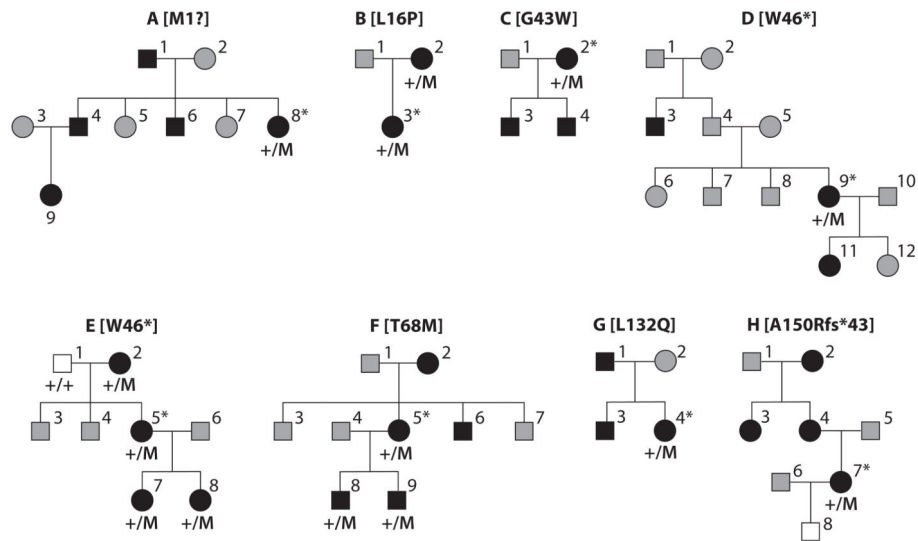 A [M1?]
B [L16P]
C [G43W]
D [W46*]
1 2
1 2
+/M
1 2*
+/M
1 2
3 4 5 6 7 8*
+/M
3*
+/M
3 4
3 4 5
9
6 7 8 9* 10
+/M
11 12
E [W46*]
F [T68M]
G [L132Q]
H [A150Rfs*43]
1 2
+/+ +/M
1 2
1 2
1 2
3 4 5* 6
+/M
3 4 5* 6 7
+/M
3 4*
+/M
3 4 5
7 8
+/M +/M
8 9
+/M +/M
6 7*
+/M
8